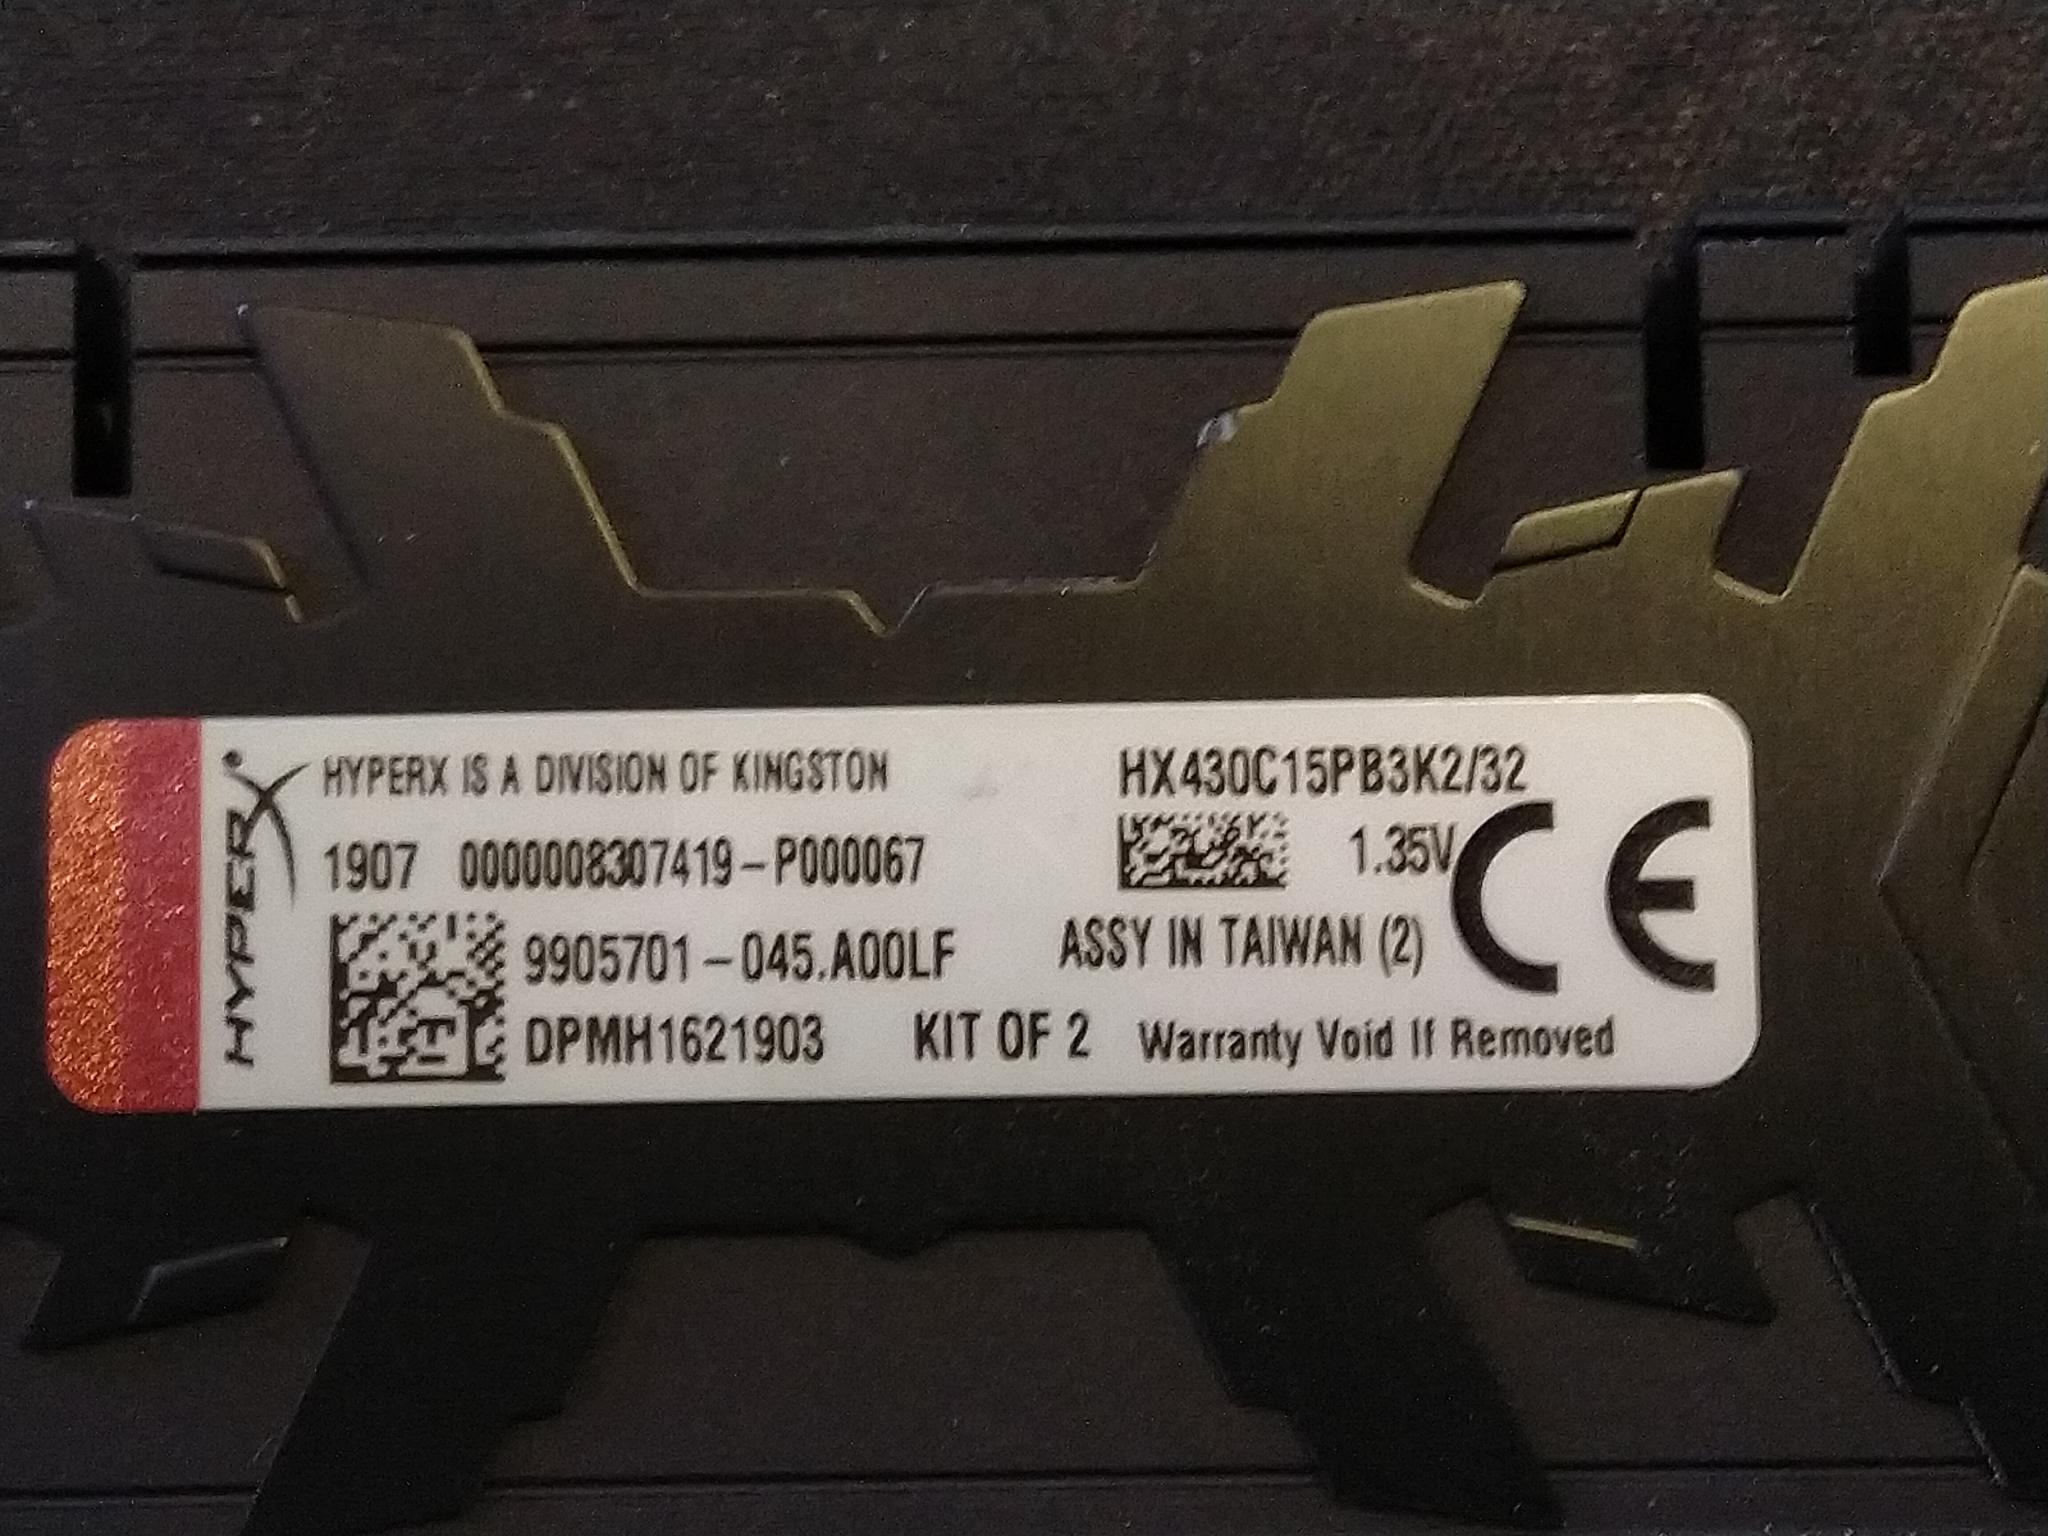 HYPERX
HYPERX IS A DIVISION OF KINGSTON
HX430C15PB3K2/32
1907 0000008307419-P000067
1.35V
CE
9905701-045.A00LF
ASSY IN TAIWAN (2)
DPMH1621903 KIT OF 2 Warranty Void If Removed